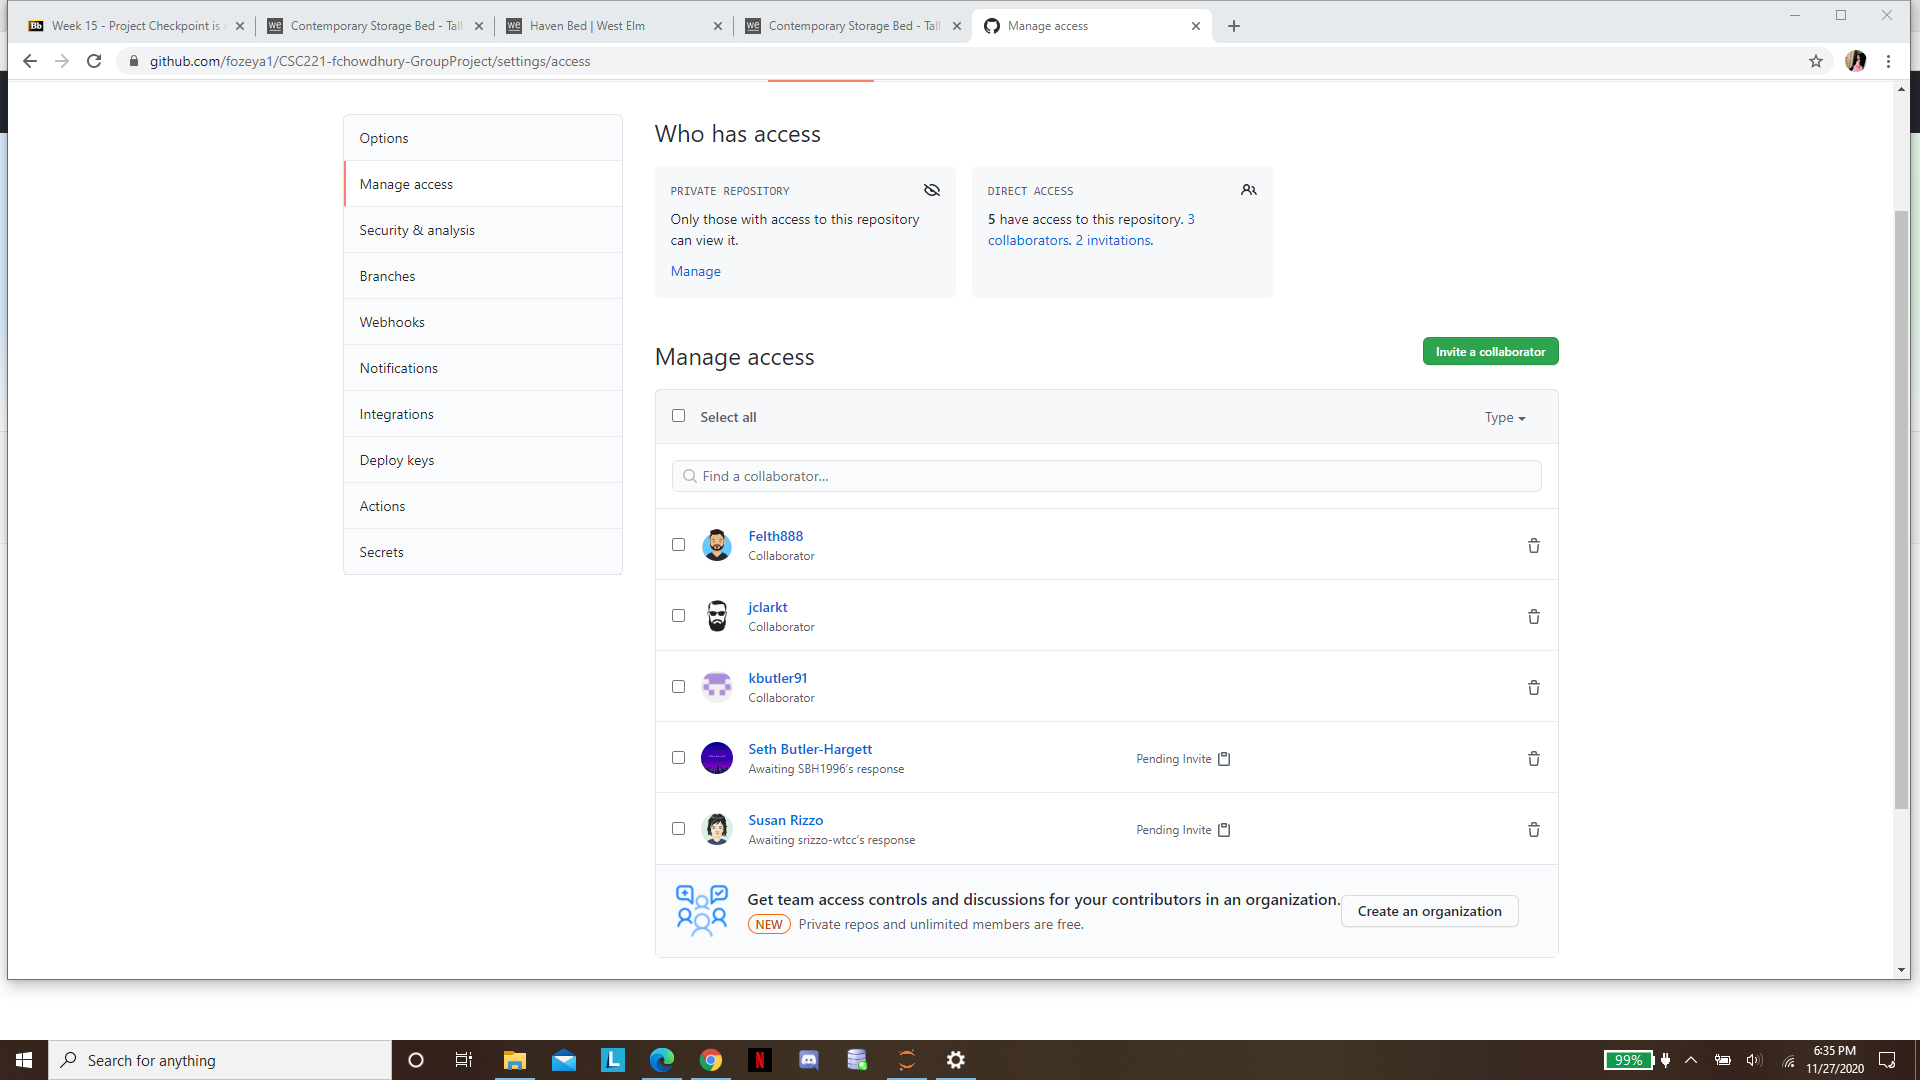 Bb Week 15 - Project Checkpoint is
we Contemporary Storage Bed - Tall
we Haven Bed | West Elm
we Contemporary Storage Bed - Tall
Manage access
github.com/fozeya1/CSC221-fchowdhury-GroupProject/settings/access
Options
Manage access
Security & analysis
Branches
Webhooks
Notifications
Integrations
Deploy keys
Actions
Secrets
Who has access
PRIVATE REPOSITORY
Only those with access to this repository
can view it.
Manage
DIRECT ACCESS
5 have access to this repository. 3
collaborators. 2 invitations.
Manage access
Invite a collaborator
Select all
Type
Find a collaborator...
Felth888
Collaborator
jclarkt
Collaborator
kbutler91
Collaborator
Seth Butler-Hargett
Awaiting SBH1996's response
Pending Invite
Susan Rizzo
Awaiting srizzo-wtcc's response
Pending Invite
Get team access controls and discussions for your contributors in an organization.
NEW Private repos and unlimited members are free.
Create an organization
Search for anything
L
N
99%
6:35 PM
11/27/2020